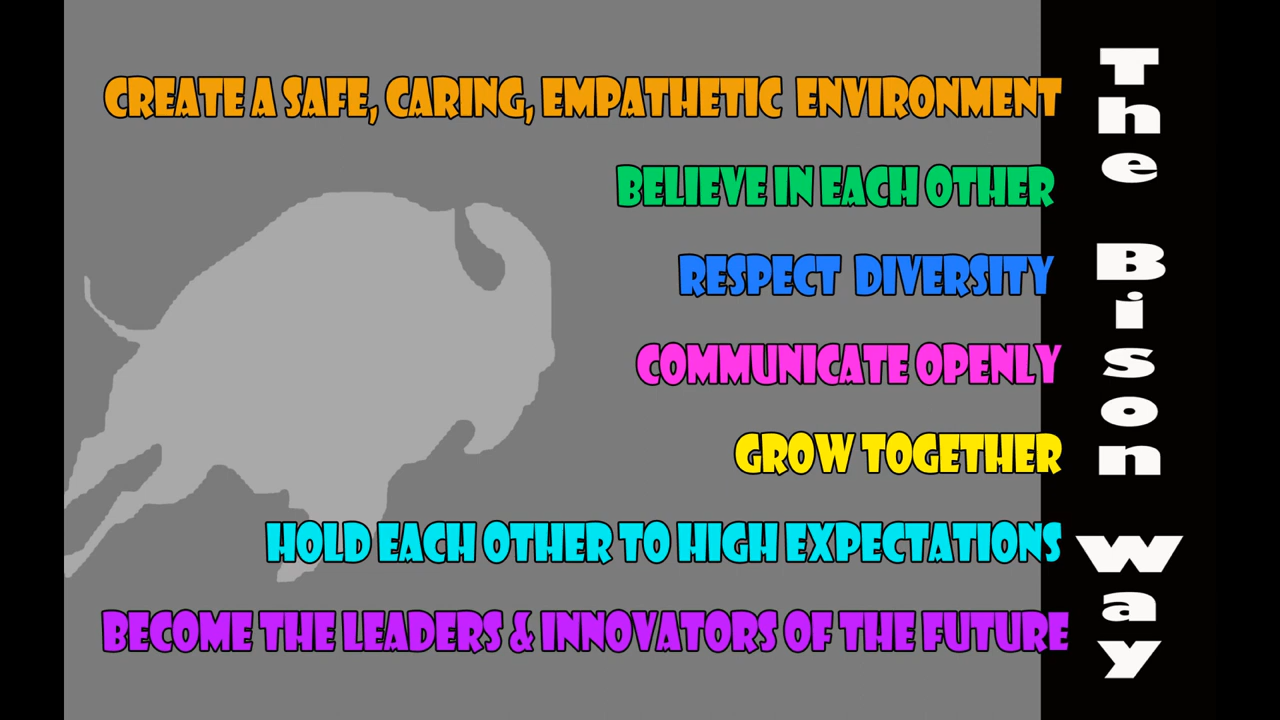 CREATE A SAFE, CARING, EMPATHETIC ENVIRONMENT
BELIEVE IN EACH OTHER
RESPECT DIVERSITY
COMMUNICATE OPENLY
GROW TOGETHER
HOLD EACH OTHER TO HIGH EXPECTATIONS
BECOME THE LEADERS & INNOVATORS OF THE FUTURE
The Bison Way